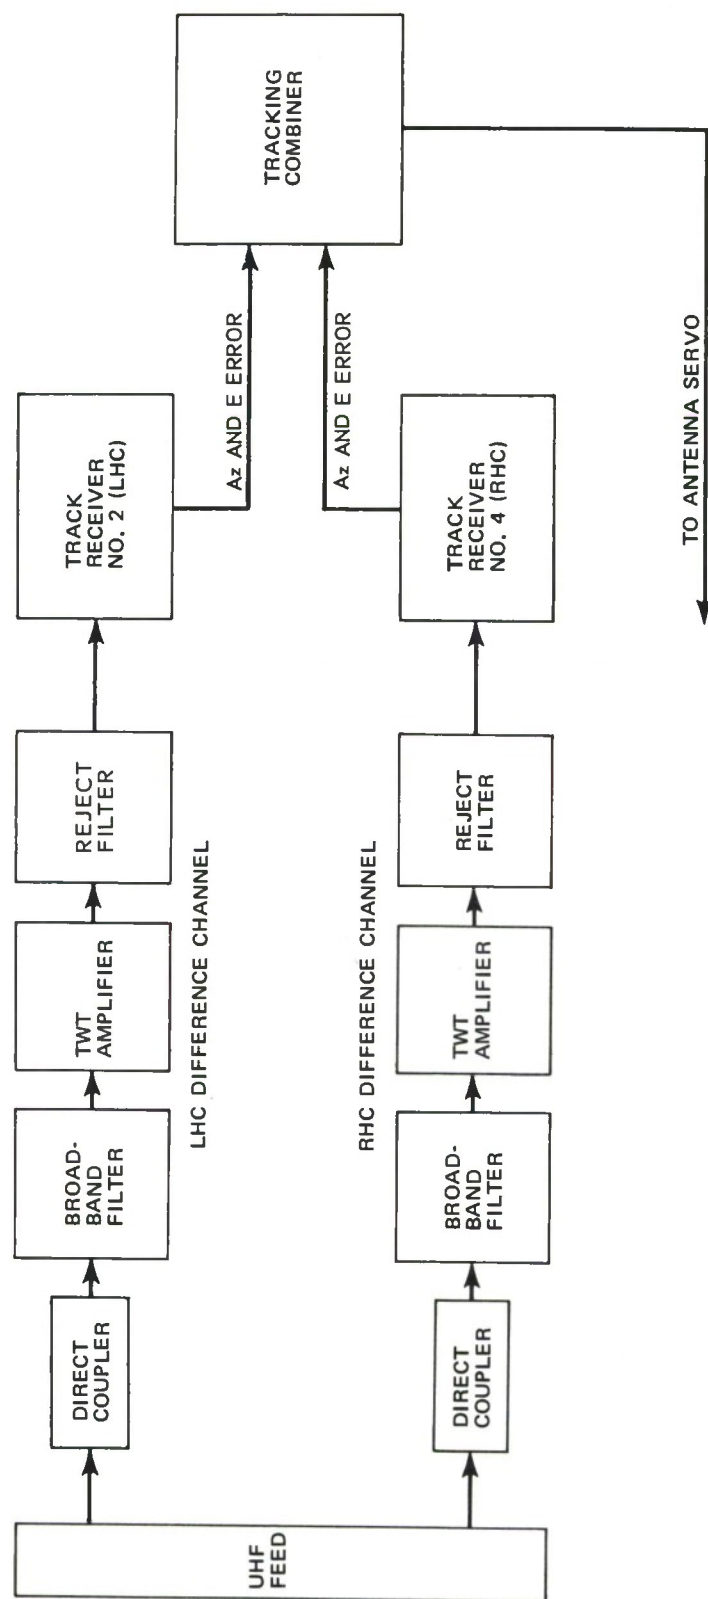 UHF
FEED
DIRECT
COUPLER
BROAD-
BAND
FILTER
TWT
AMPLIFIER
REJECT
FILTER
TRACK
RECEIVER
NO. 2 (LHC)
LHC DIFFERENCE CHANNEL
Az AND E ERROR
TRACKING
COMBINER
RHC DIFFERENCE CHANNEL
Az AND E ERROR
DIRECT
COUPLER
BROAD-
BAND
FILTER
TWT
AMPLIFIER
REJECT
FILTER
TRACK
RECEIVER
NO. 4 (RHC)
TO ANTENNA SERVO